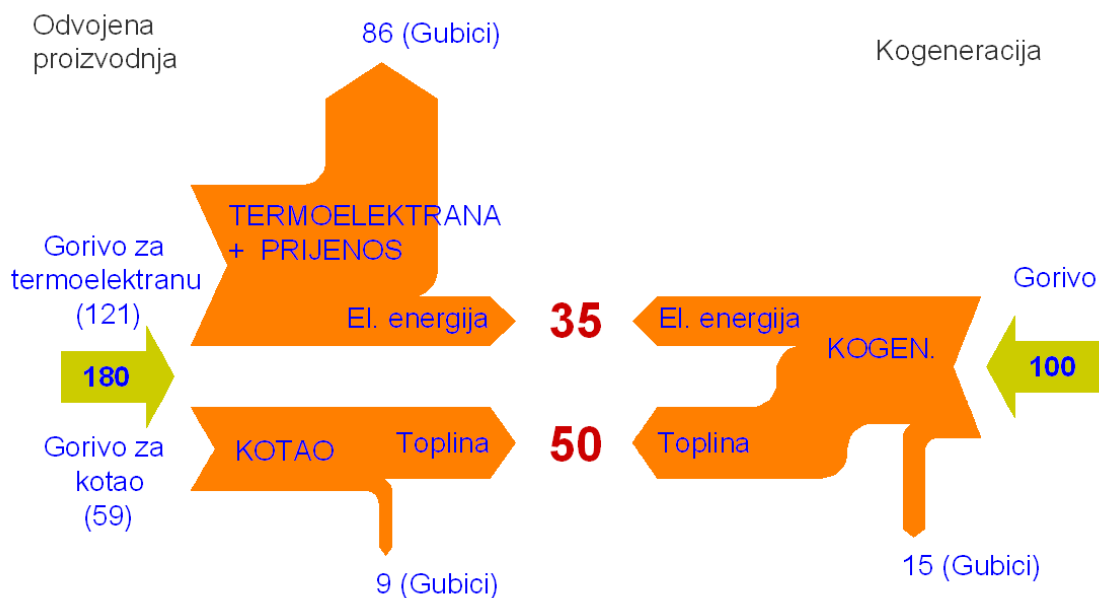 Odvojena
proizvodnja
86 (Gubici)
Kogeneracija
TERMOELEKTRANA
+ PRIJENOS
Gorivo za
termoelektranu
(121)
Gorivo
El. energija
35
El. energija
KOGEN.
180
100
Gorivo za
kotao
(59)
KOTAO
Toplina
50
Toplina
9 (Gubici)
15 (Gubici)